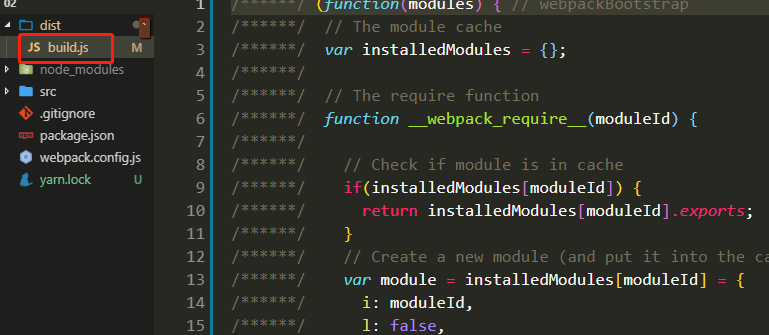 02
dist
JS build.js M
node_modules
src
.gitignore
package.json
webpack.config.js
yarn.lock U
1 /******/ (function(modules) { // webpackBootstrap
2 /******/ // The module cache
3 /******/ var installedModules = {};
4 /******/
5 /******/ // The require function
6 /******/ function __webpack_require__(moduleId) {
7 /******/
8 /******/ // Check if module is in cache
9 /******/ if(installedModules[moduleId]) {
10 /******/ return installedModules[moduleId].exports;
11 /******/ }
12 /******/ // Create a new module (and put it into the ca
13 /******/ var module = installedModules[moduleId] = {
14 /******/ i: moduleId,
15 /******/ l: false,